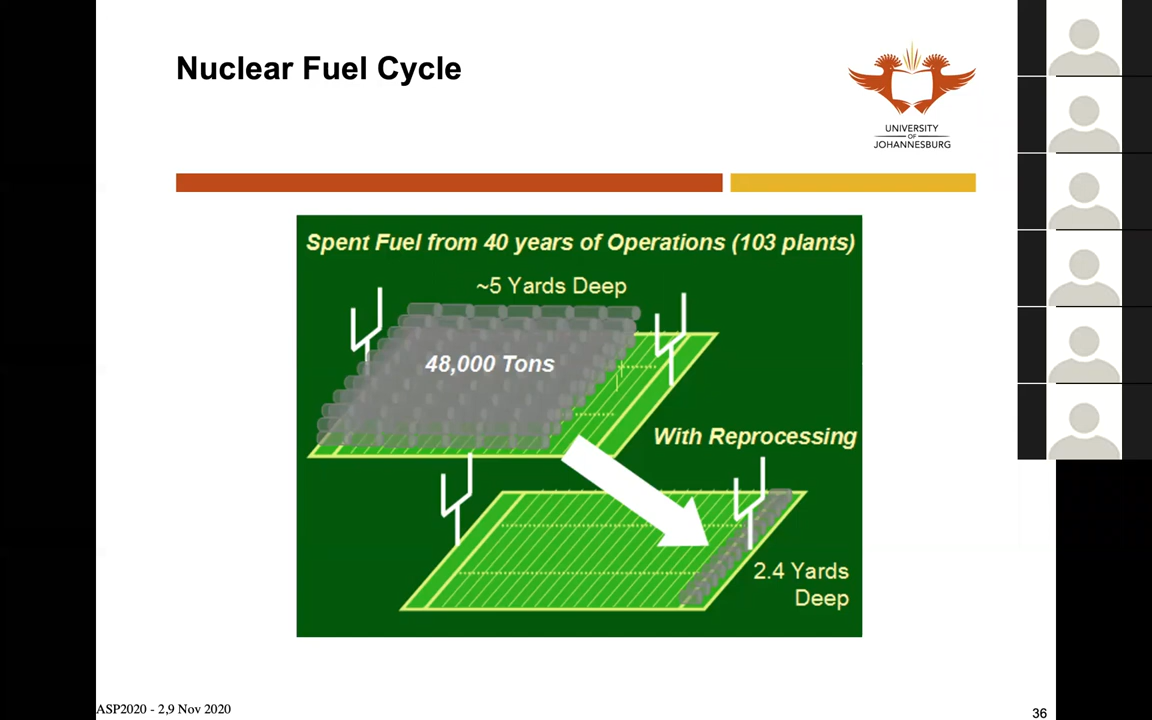 Nuclear Fuel Cycle
UNIVERSITY
OF
JOHANNESBURG
Spent Fuel from 40 years of Operations (103 plants)
~5 Yards Deep
48,000 Tons
With Reprocessing
2.4 Yards
Deep
ASP2020 - 2,9 Nov 2020
36